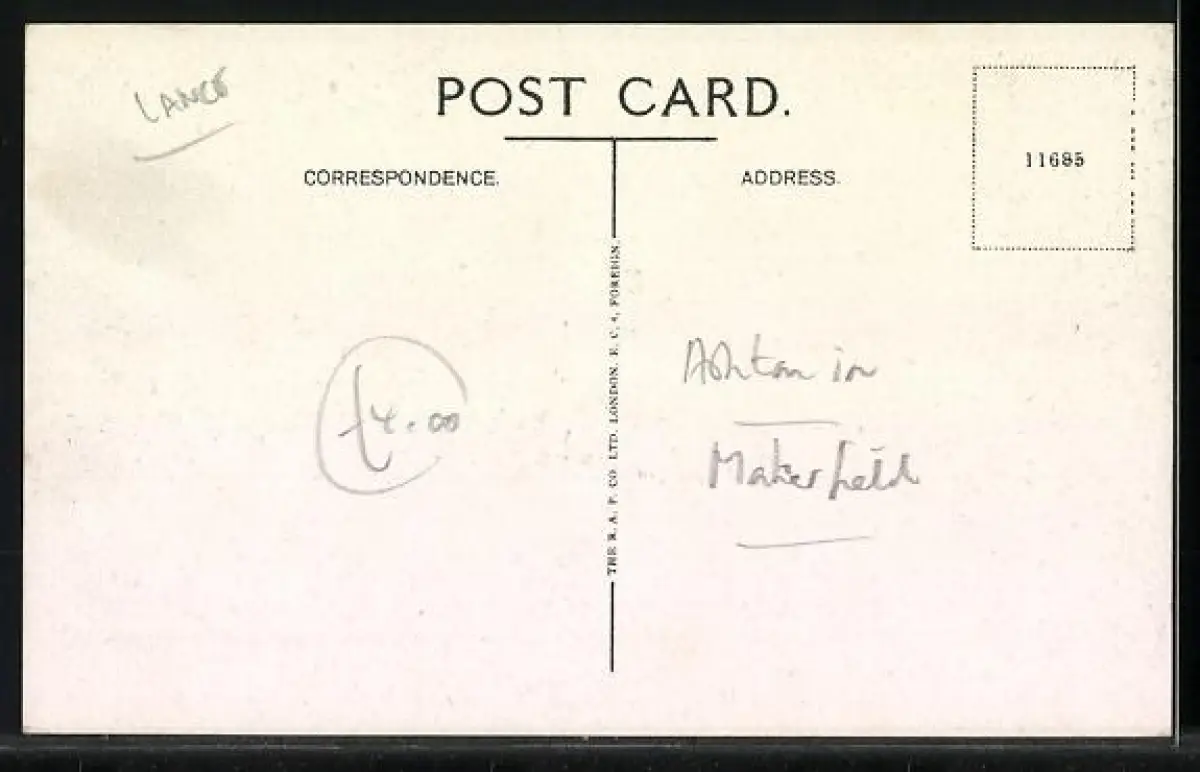 LANCS
POST CARD.
11685
CORRESPONDENCE.
ADDRESS.
THE R. A. P. CO. LTD. LONDON. E. C. 4, FOREIGN.
£4.00
Ashton in
Makerfield